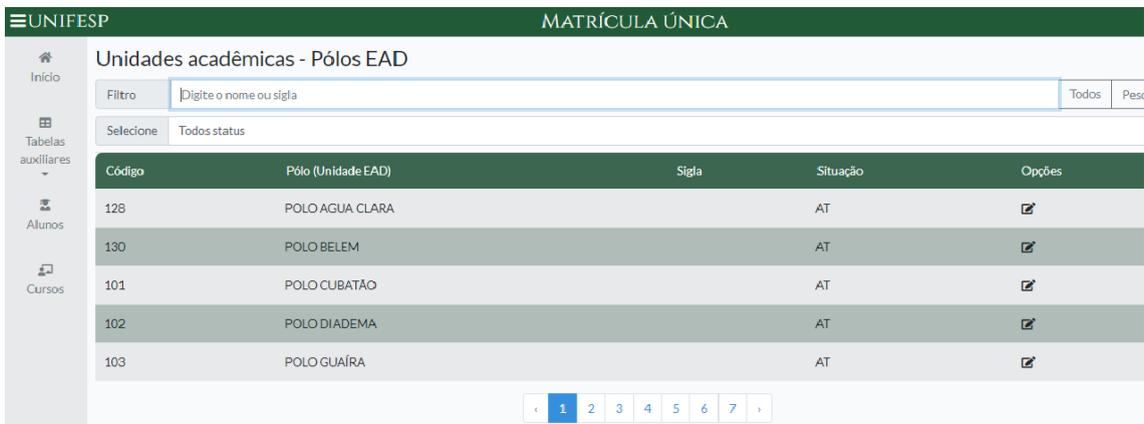 UNIFESP MATRÍCULA ÚNICA
Início
Tabelas
auxiliares
Alunos
Cursos
Unidades acadêmicas - Pólos EAD
Filtro Digite o nome ou sigla Todos
Selecione Todos status
Código Pólo (Unidade EAD) Sigla Situação Opções
128 POLO AGUA CLARA AT
130 POLO BELEM AT
101 POLO CUBATÃO AT
102 POLO DIADEMA AT
103 POLO GUAÍRA AT
‹ 1 2 3 4 5 6 7 ›